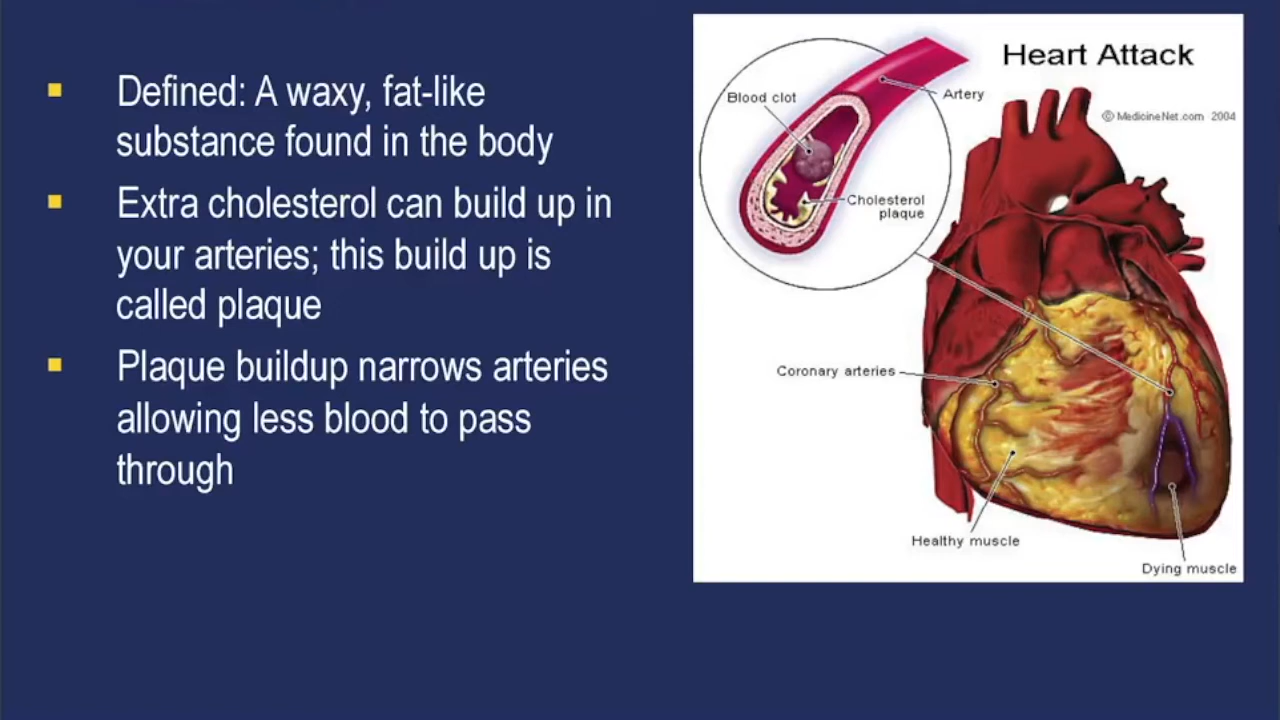 ▪ Defined: A waxy, fat-like
substance found in the body
▪ Extra cholesterol can build up in
your arteries; this build up is
called plaque
▪ Plaque buildup narrows arteries
allowing less blood to pass
through
Heart Attack
© MedicineNet.com 2004
Blood clot
Artery
Cholesterol
plaque
Coronary arteries
Healthy muscle
Dying muscle